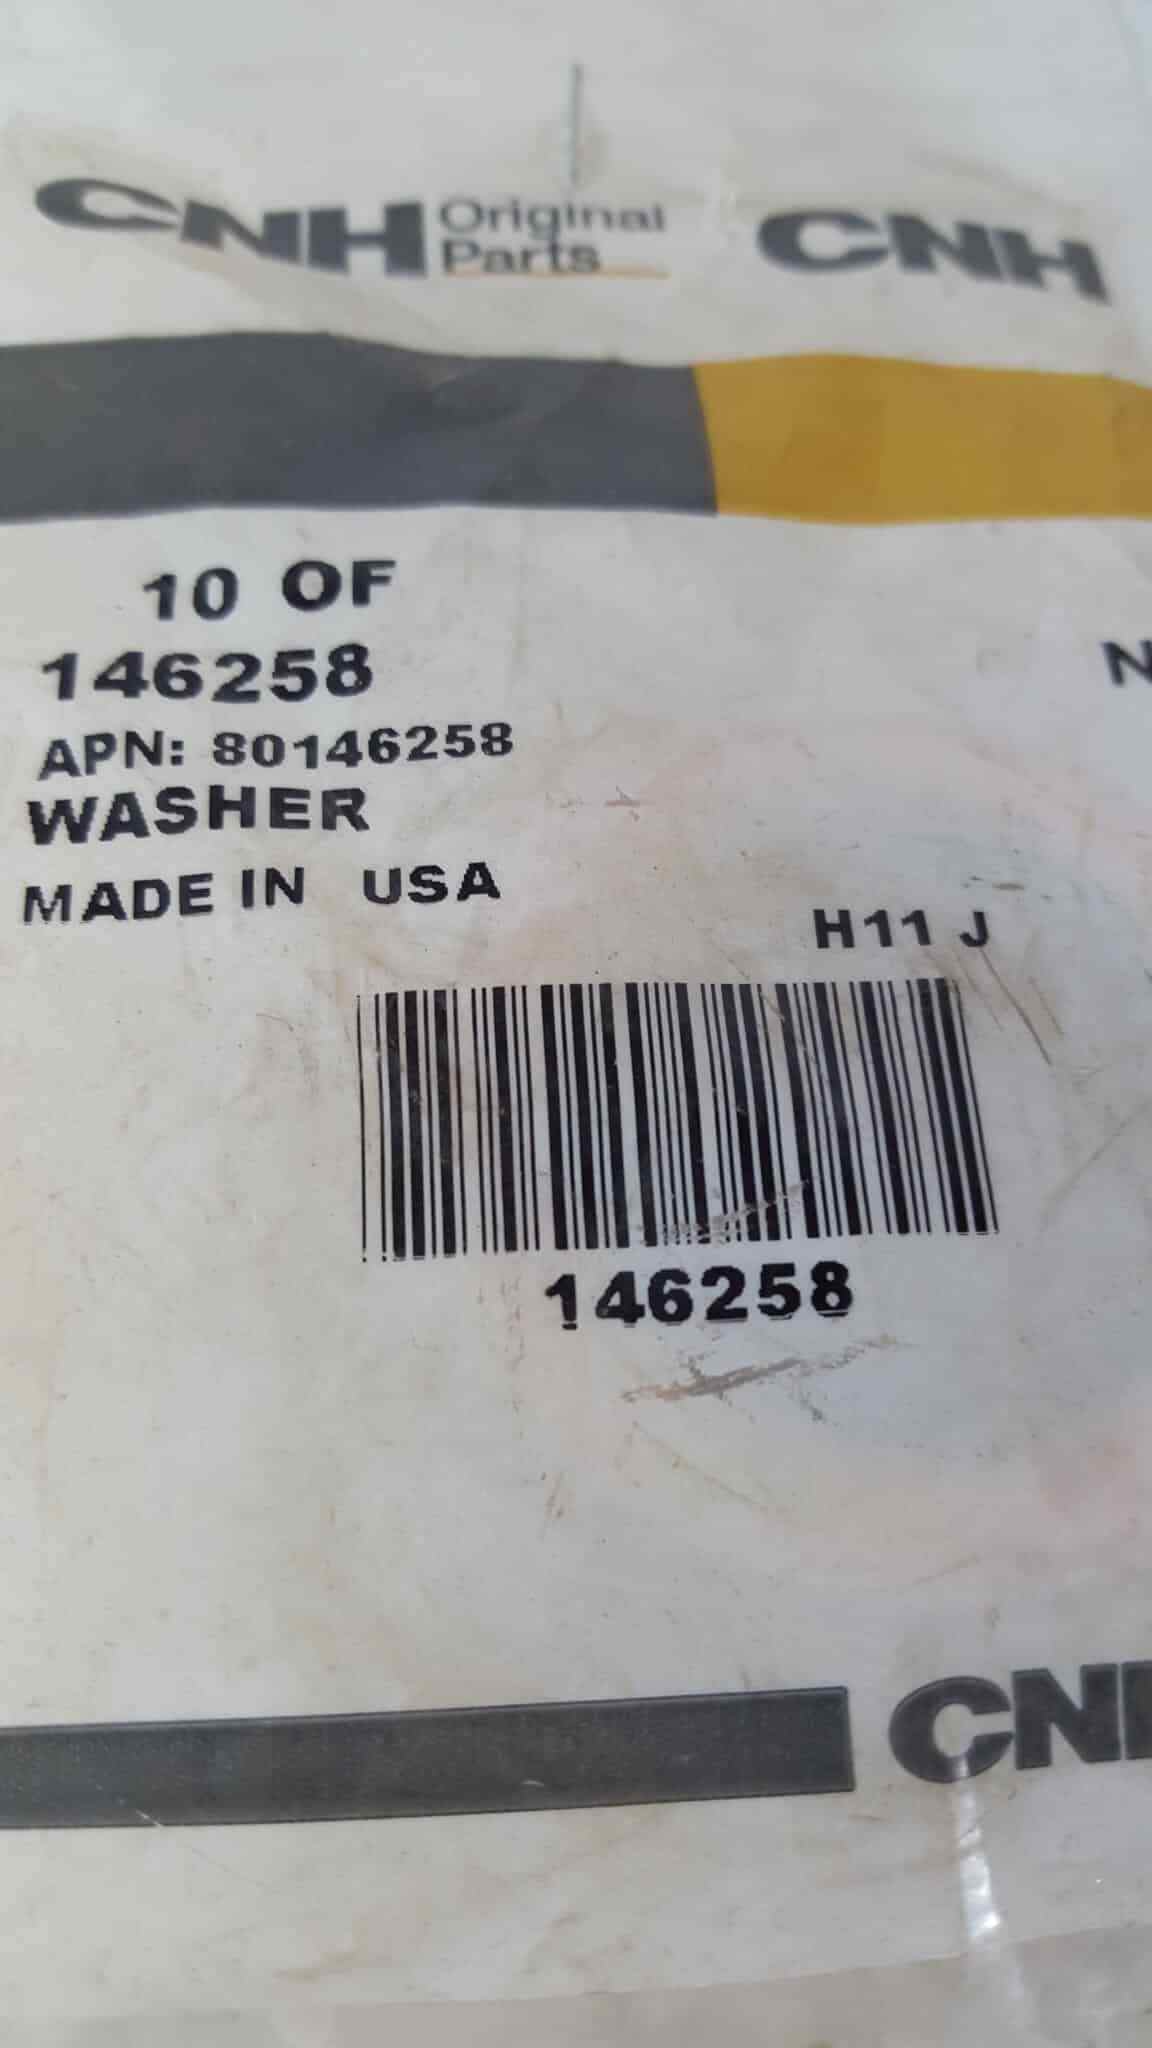 CNH Original Parts CNH
10 OF
146258
APN: 80146258
WASHER
MADE IN USA
H11 J
146258